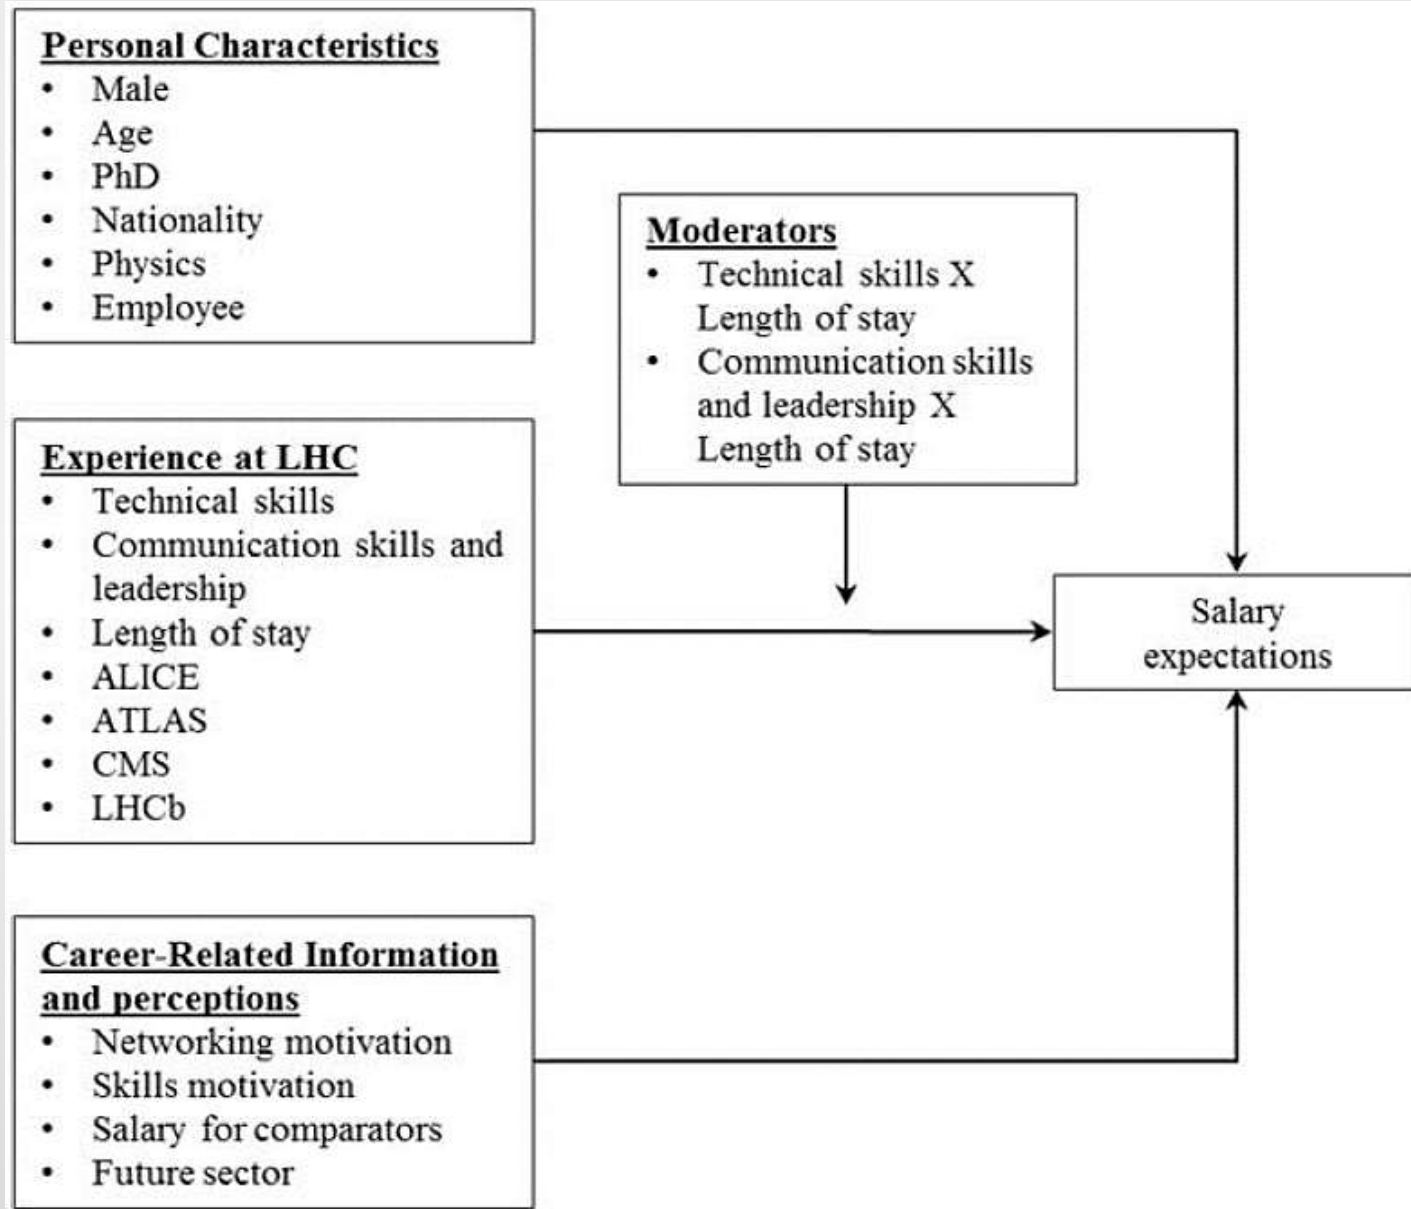 Personal Characteristics
• Male
• Age
• PhD
• Nationality
• Physics
• Employee
Moderators
• Technical skills X
Length of stay
• Communication skills
and leadership X
Length of stay
Experience at LHC
• Technical skills
• Communication skills and
leadership
• Length of stay
• ALICE
• ATLAS
• CMS
• LHCb
Salary
expectations
Career-Related Information
and perceptions
• Networking motivation
• Skills motivation
• Salary for comparators
• Future sector